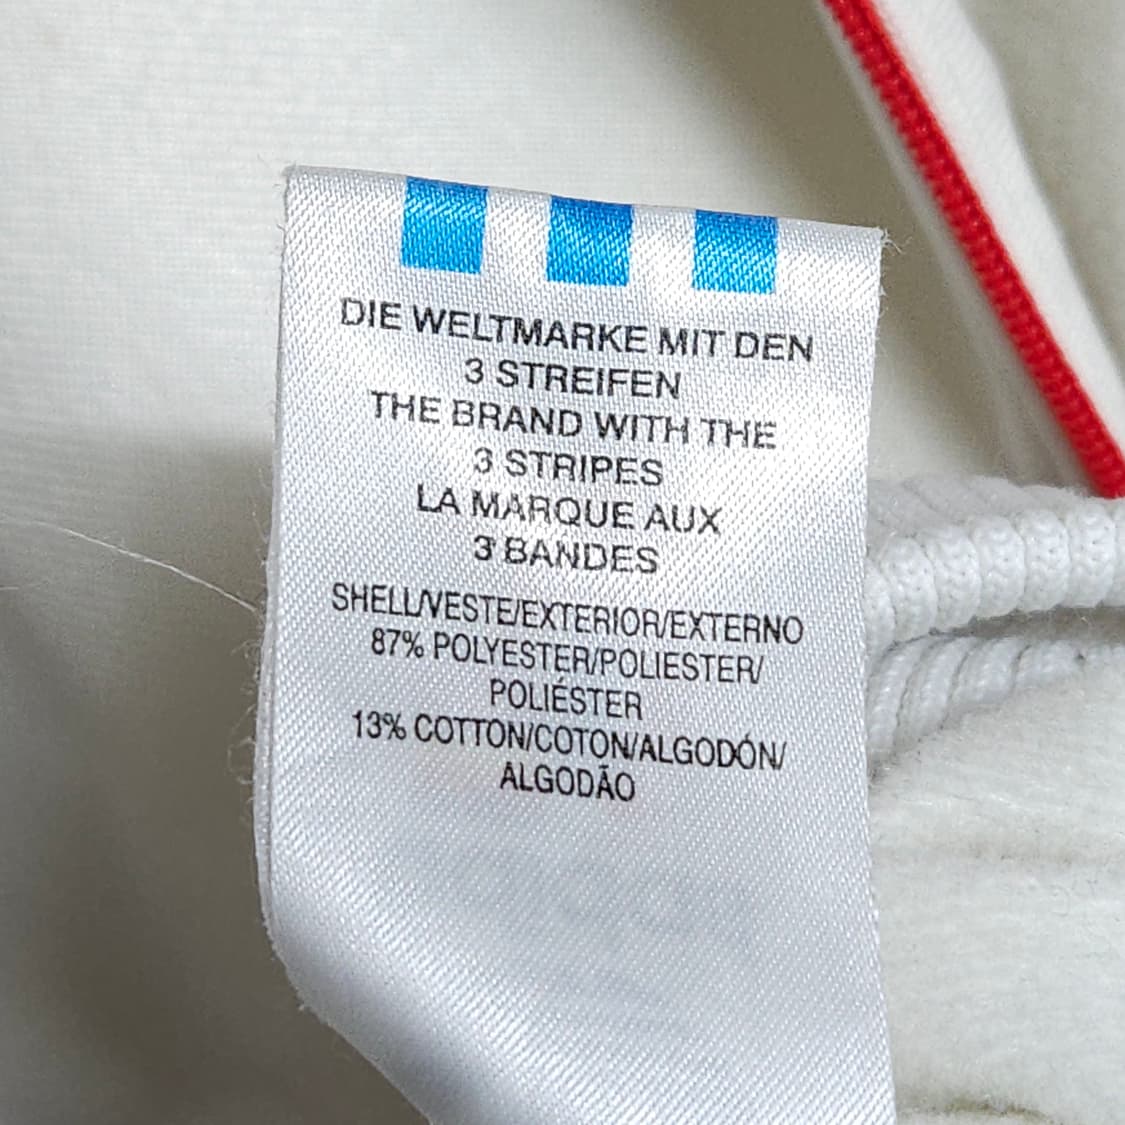 DIE WELTMARKE MIT DEN
3 STREIFEN
THE BRAND WITH THE
3 STRIPES
LA MARQUE AUX
3 BANDES
SHELL/VESTE/EXTERIOR/EXTERNO
87% POLYESTER/POLIESTER/
POLIÉSTER
13% COTTON/COTON/ALGODÓN/
ALGODÃO